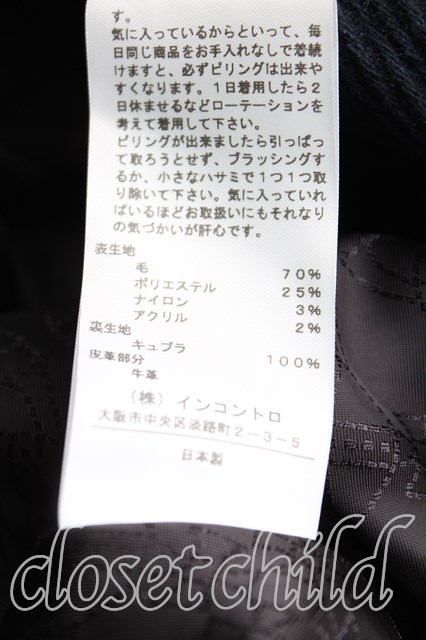 す。
気に入っているからといって、毎
日同じ商品をお手入れなしで着続
けますと、必ずピリングは出来や
すくなります。1日着用したら2
日休ませるなどローテーションを
考えて着用して下さい。
ピリングが出来ましたら引っぱっ
て取ろうとせず、ブラッシングす
るか、小さなハサミで1つ1つ取
り除いて下さい。気に入っていれ
ばいるほどお取扱いにもそれなり
の気づかいが肝心です。
表生地
毛 70%
ポリエステル 25%
ナイロン 3%
アクリル 2%
裏生地
キュプラ 100%
皮革部分
牛革
(株)インコントロ
大阪市中央区淡路町2-3-5
日本製
closetchild